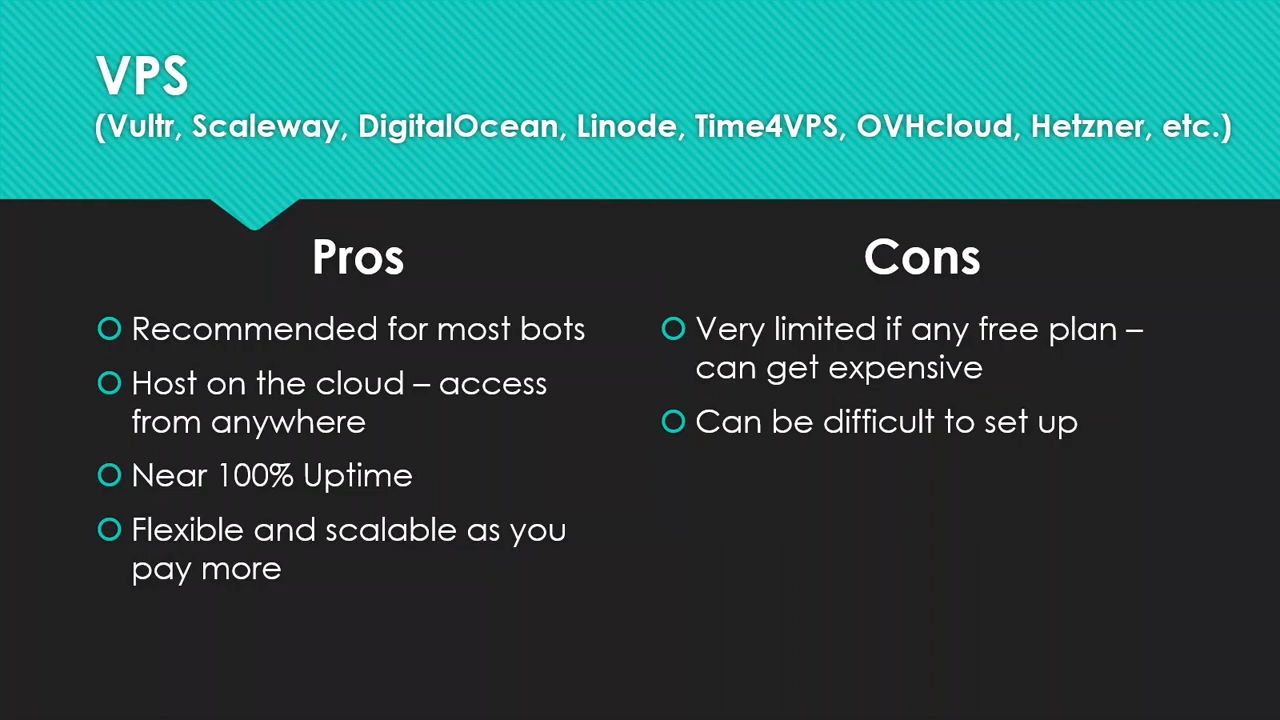 VPS
(Vultr, Scaleway, DigitalOcean, Linode, Time4VPS, OVHcloud, Hetzner, etc.)
Pros
Recommended for most bots
Host on the cloud – access
from anywhere
Near 100% Uptime
Flexible and scalable as you
pay more
Cons
Very limited if any free plan –
can get expensive
Can be difficult to set up